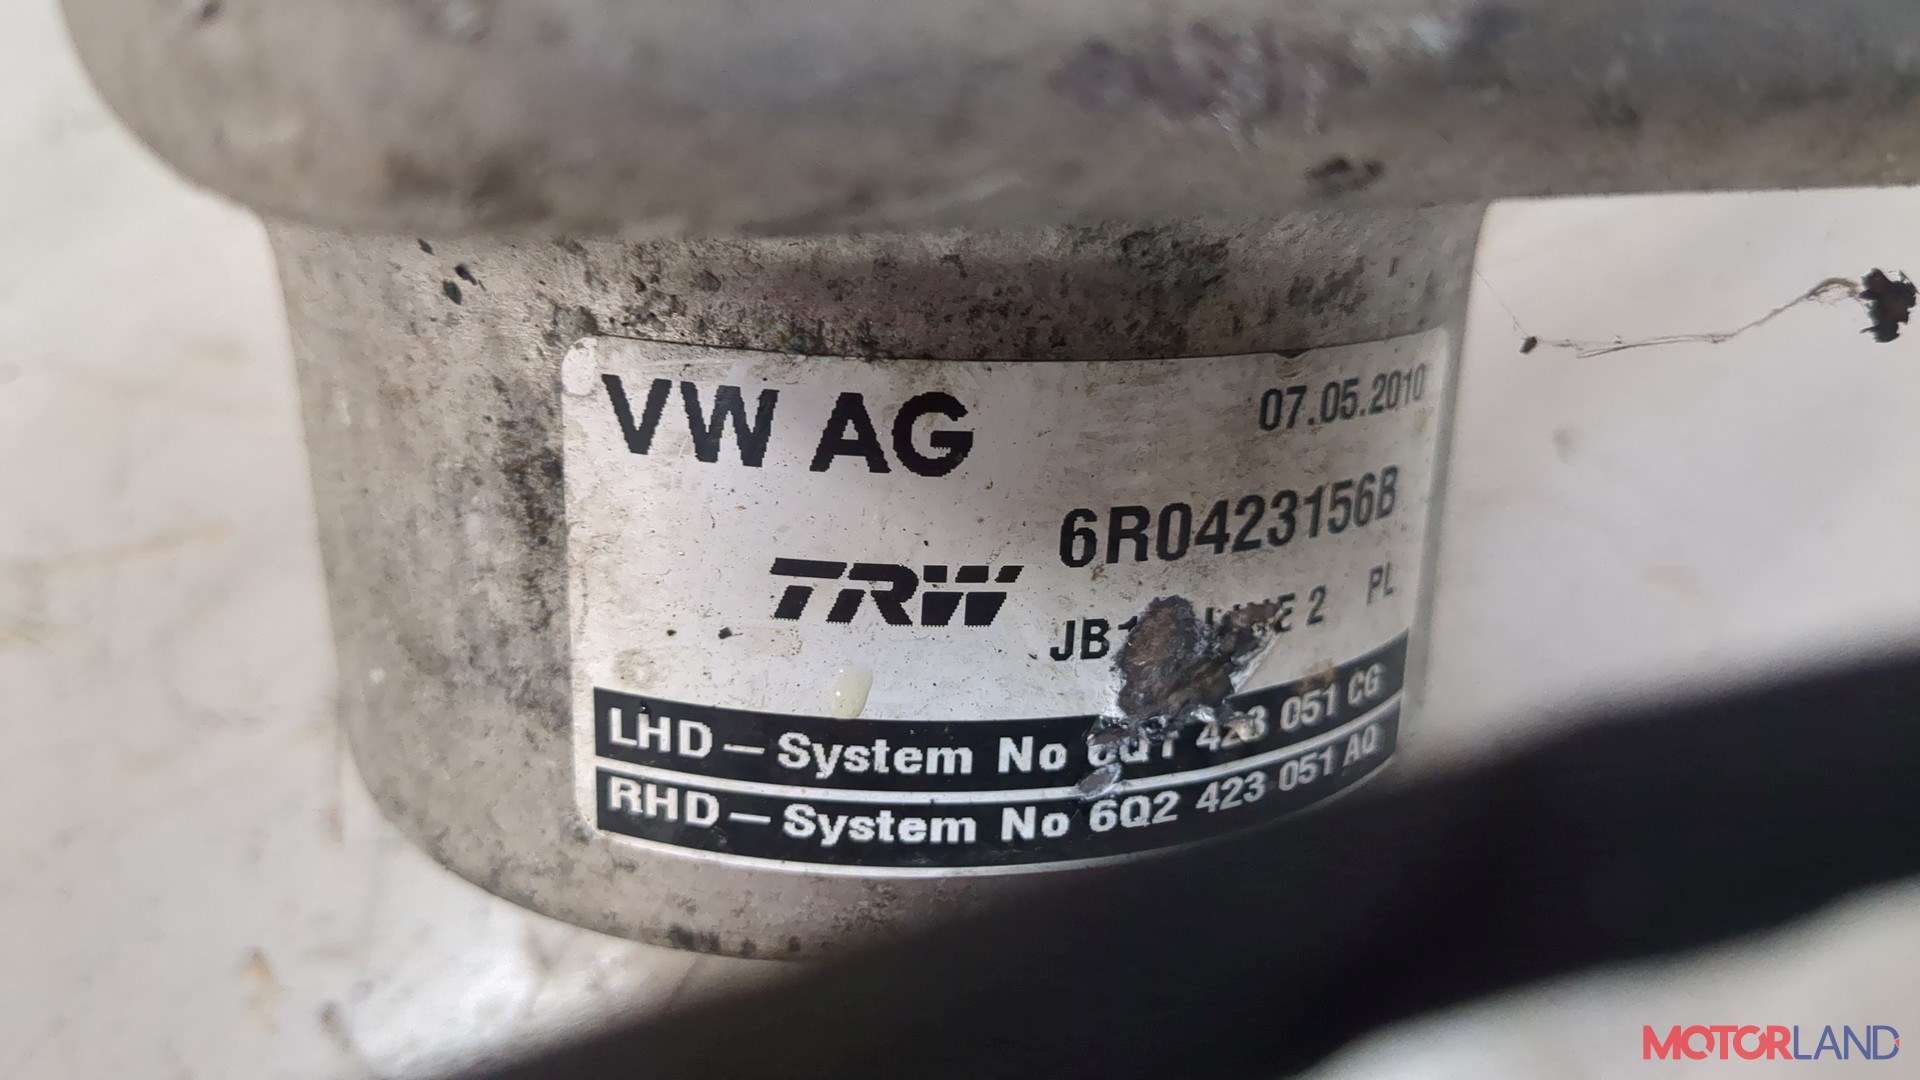 VW AG 07.05.2010
6R0423156B
TRW
2 PL
LHD – System No 423 051 CG
RHD – System No 6Q2 423 051 AQ
MOTORLAND